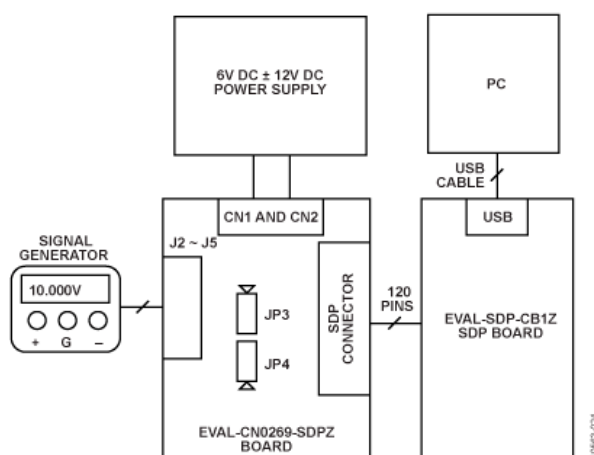 6V DC ± 12V DC
POWER SUPPLY
PC
USB
CABLE
CN1 AND CN2
USB
SIGNAL
GENERATOR
J2 ~ J5
10.000V
+ G –
JP3
JP4
SDP
CONNECTOR
120
PINS
EVAL-SDP-CB1Z
SDP BOARD
EVAL-CN0269-SDPZ
BOARD